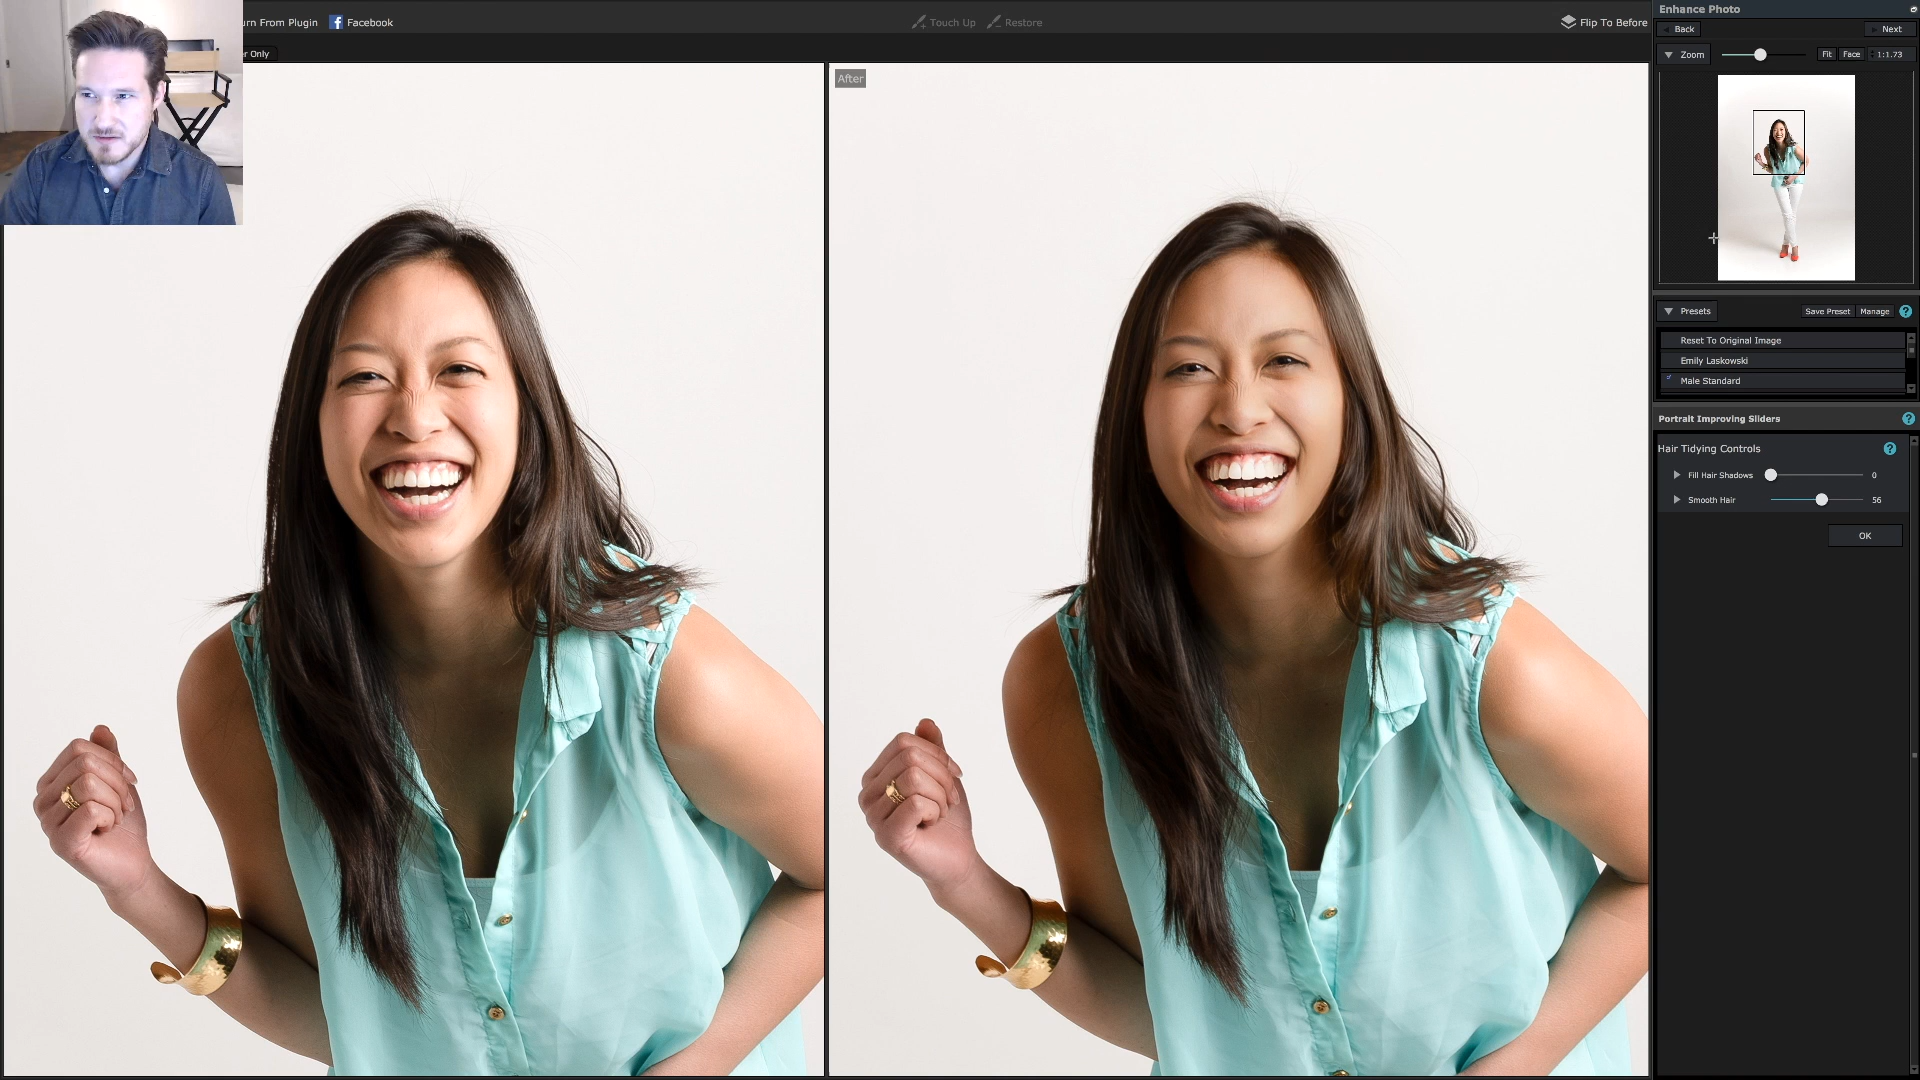 urn From Plugin
Facebook
Touch Up
Restore
Flip To Before
r Only
After
Enhance Photo
Back
Next
Zoom
Fit
Face
1:1.73
Presets
Save Preset
Manage
?
Reset To Original Image
Emily Laskowski
Male Standard
Portrait Improving Sliders
?
Hair Tidying Controls
?
Fill Hair Shadows
0
Smooth Hair
56
OK